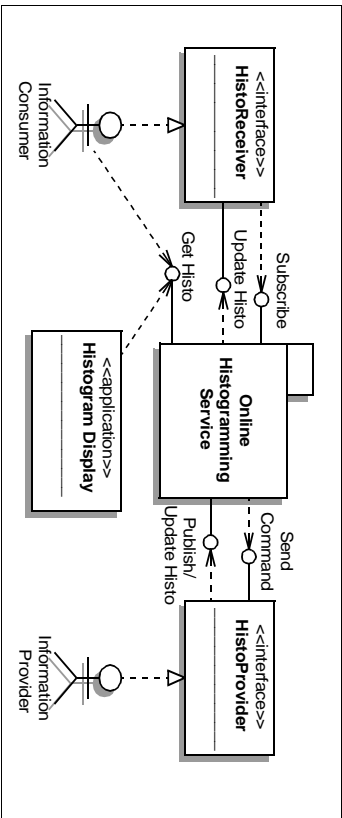 <<interface>>
HistoReceiver
Subscribe
Update Histo
Get Histo
Information
Consumer
Online
Histogramming
Service
<<application>>
Histogram Display
Send
Command
Publish/
Update Histo
<<interface>>
HistoProvider
Information
Provider